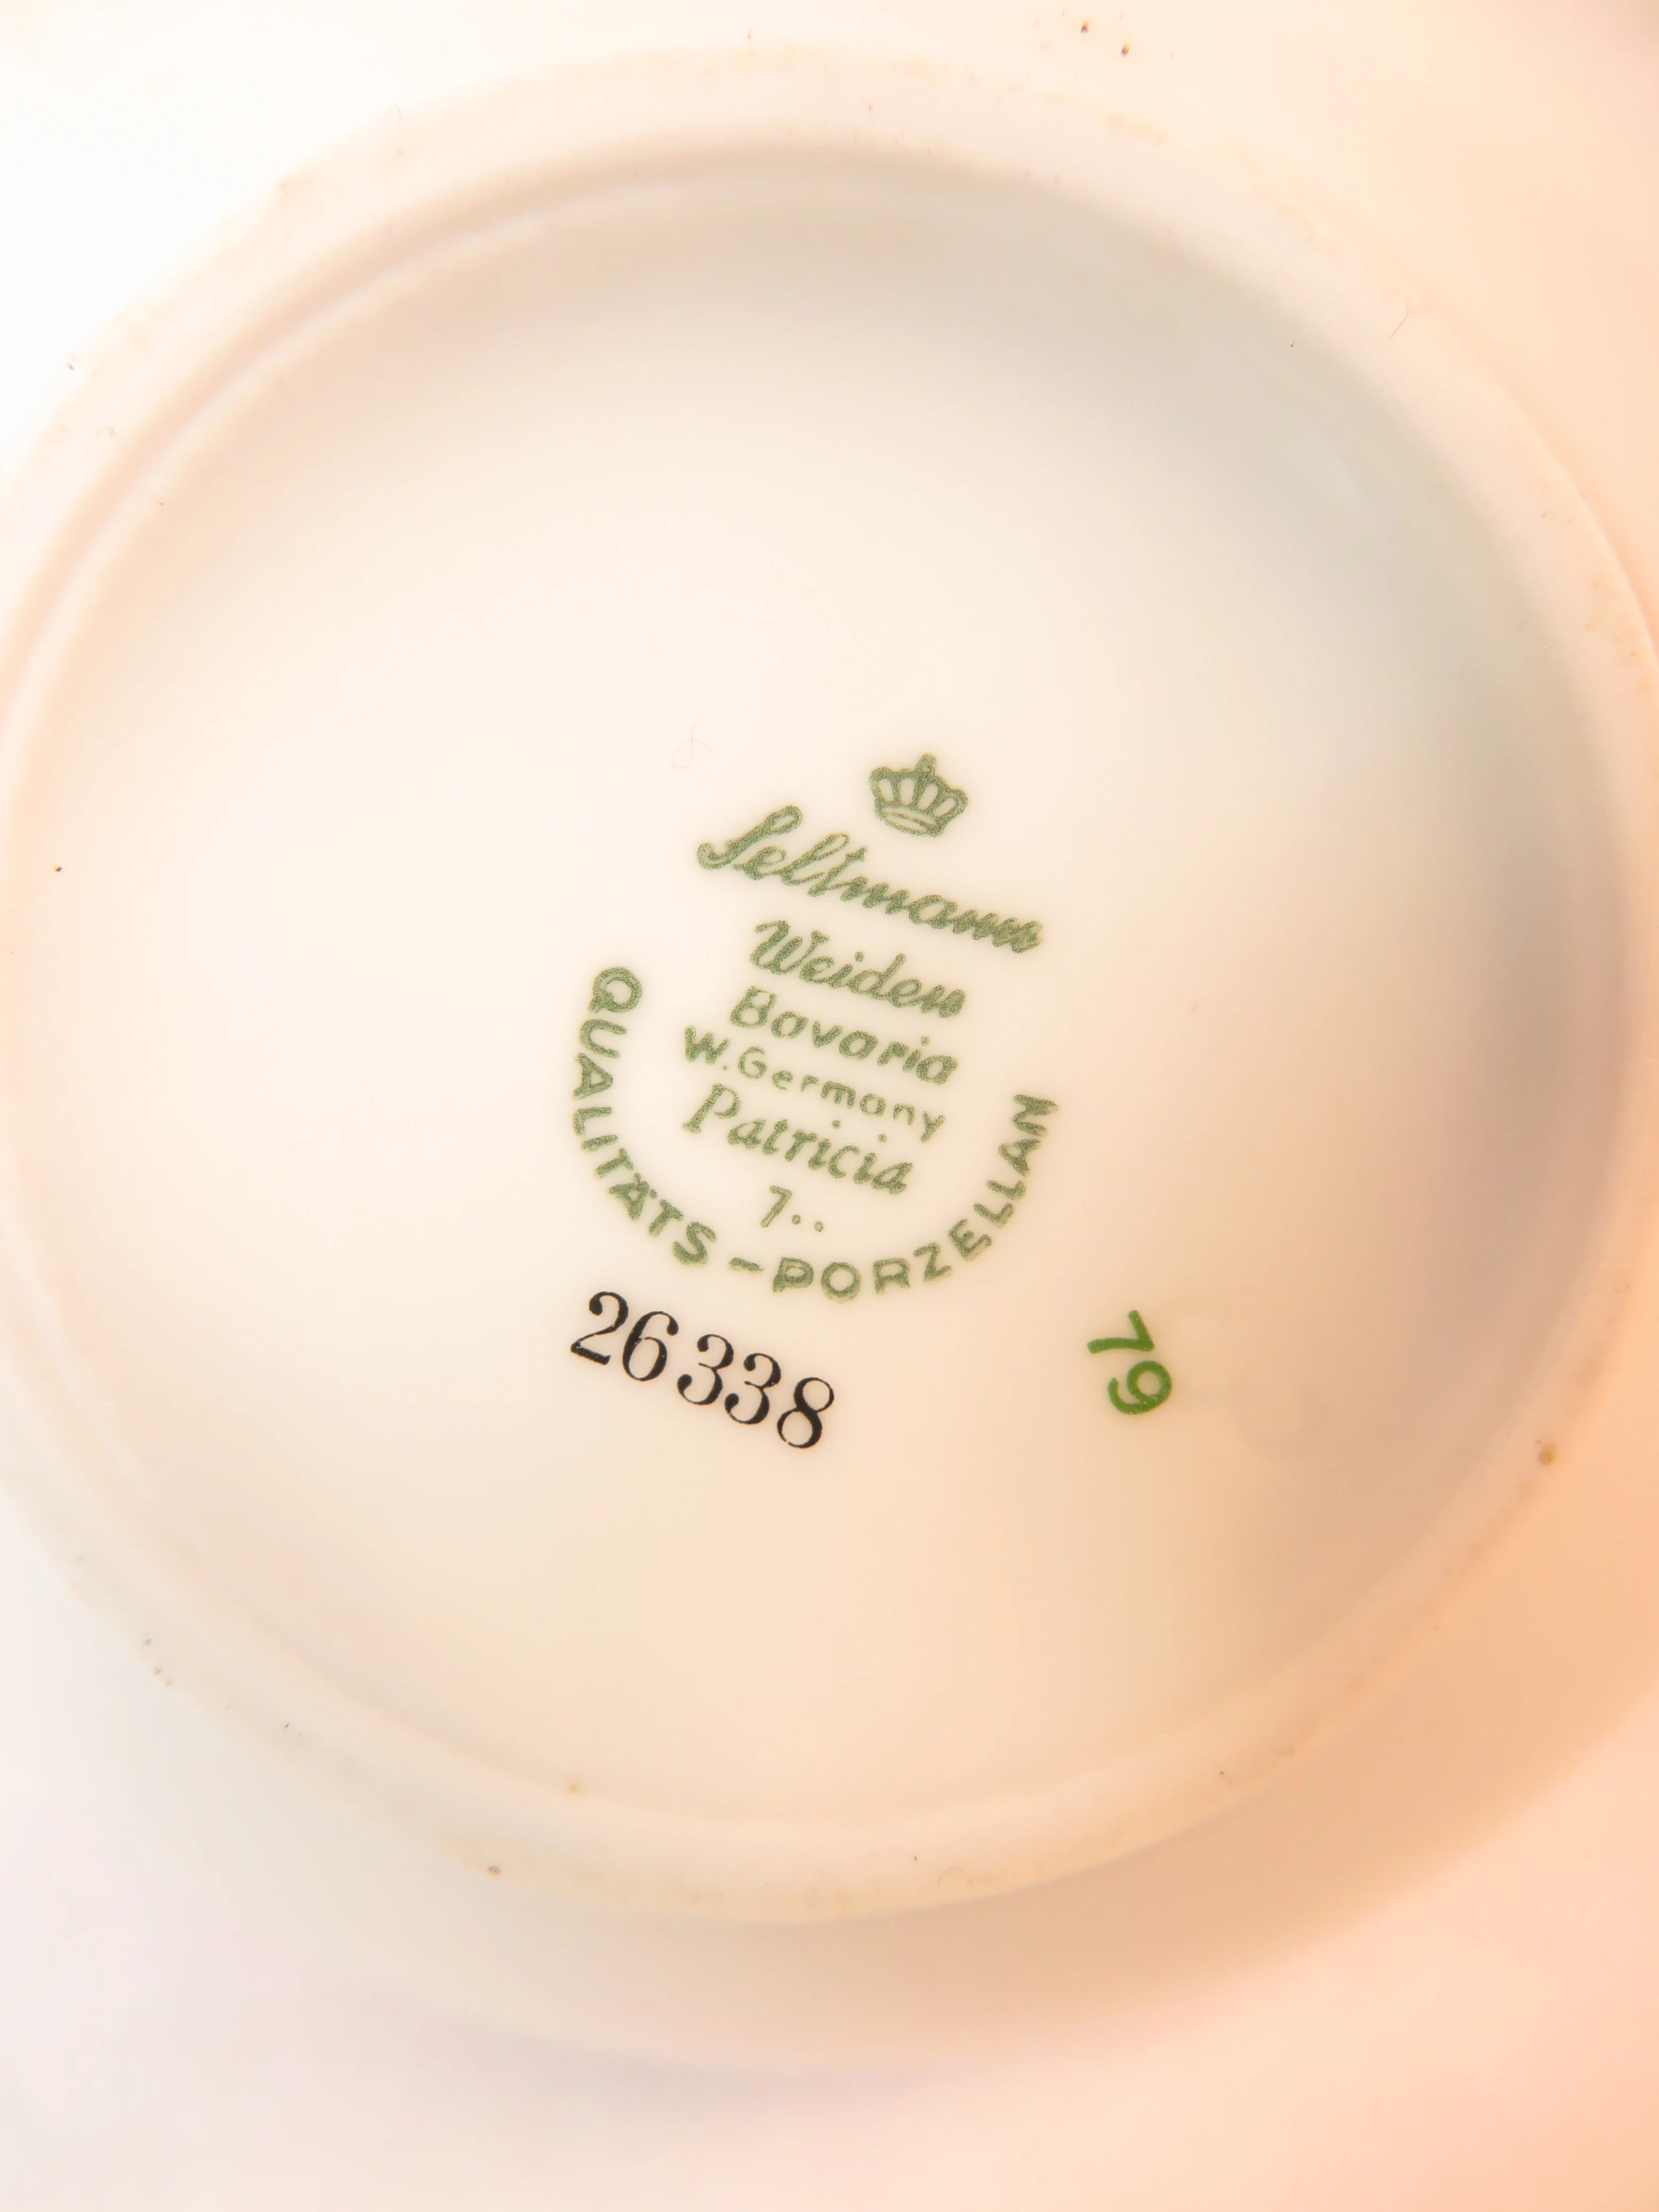 Seltmann
Weiden
Bavaria
W. Germany
Patricia
7..
QUALITÄTS-PORZELLAN
26338
79